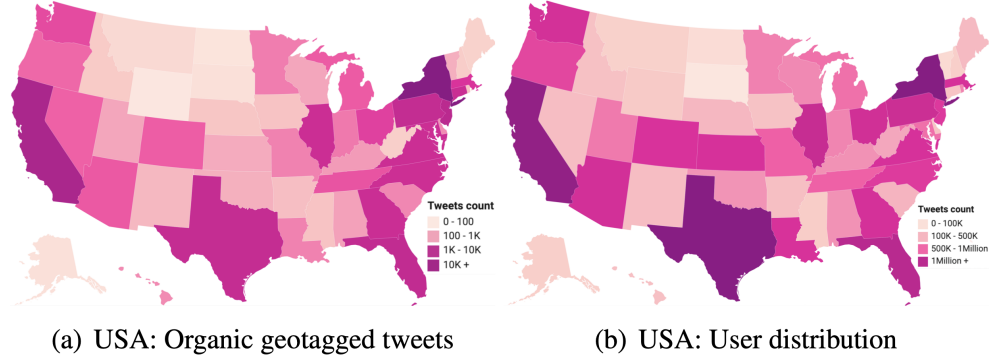 Tweets count
0 - 100
100 - 1K
1K - 10K
10K +
Tweets count
0 - 100K
100K - 500K
500K - 1Million
1Million +
(a) USA: Organic geotagged tweets
(b) USA: User distribution